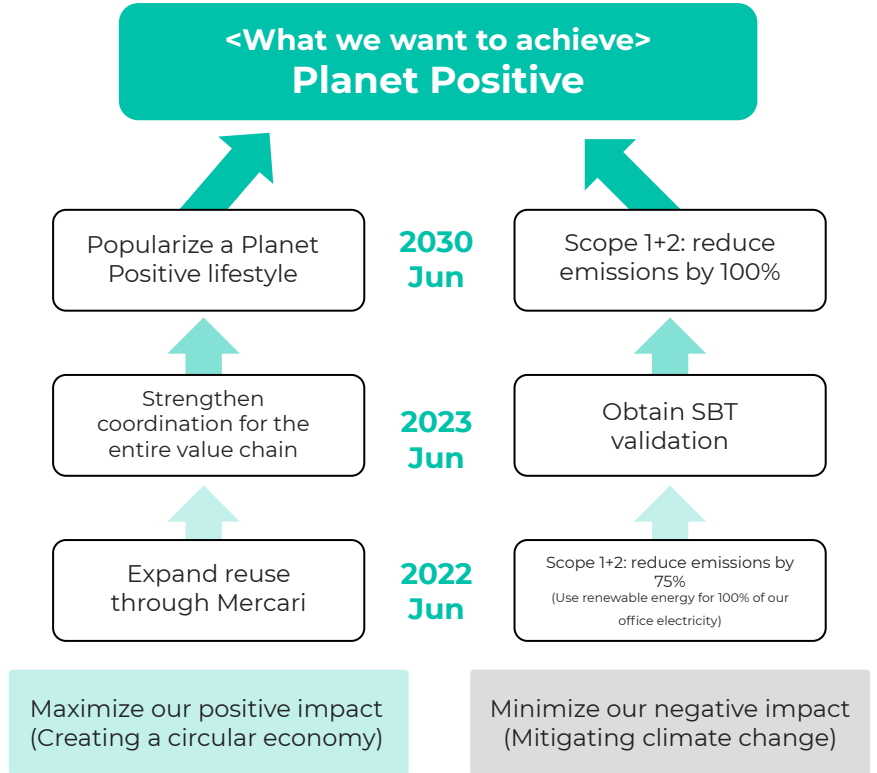 <What we want to achieve>
Planet Positive
Popularize a Planet
Positive lifestyle
2030
Jun
Scope 1+2: reduce
emissions by 100%
Strengthen
coordination for the
entire value chain
2023
Jun
Obtain SBT
validation
Expand reuse
through Mercari
2022
Jun
Scope 1+2: reduce emissions by
75%
(Use renewable energy for 100% of our
office electricity)
Maximize our positive impact
(Creating a circular economy)
Minimize our negative impact
(Mitigating climate change)